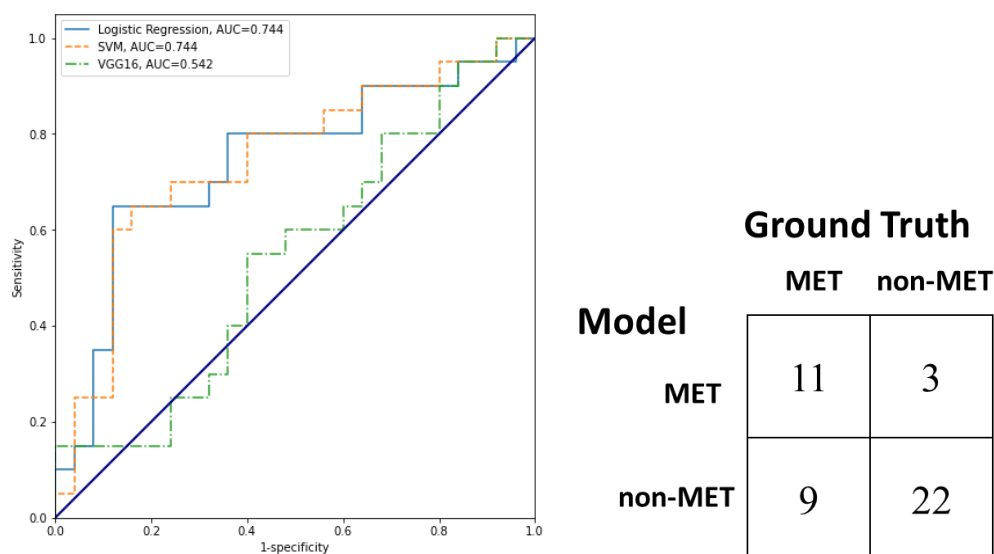 Logistic Regression, AUC=0.744
SVM, AUC=0.744
VGG16, AUC=0.542
1.0
0.8
0.6
0.4
0.2
0.0
Sensitivity
0.0 0.2 0.4 0.6 0.8 1.0
1-specificity
Ground Truth
MET non-MET
Model
MET 11 3
non-MET 9 22